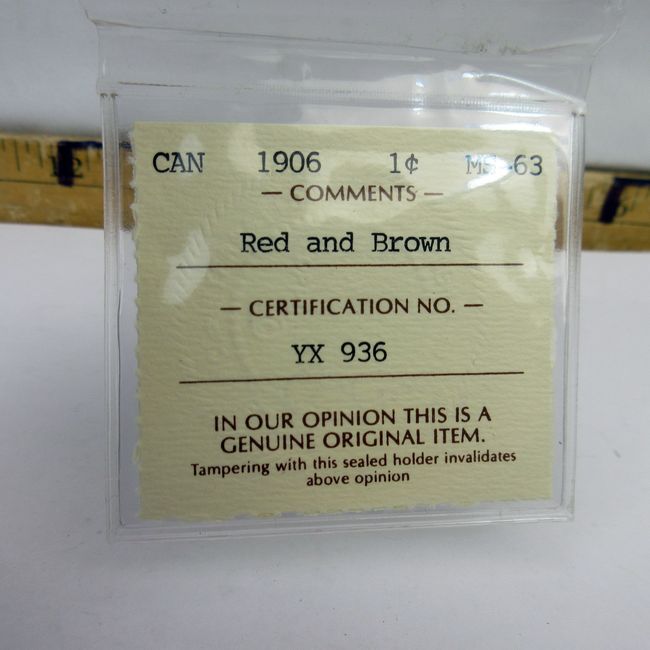 CAN 1906 1¢ MS-63
— COMMENTS —
Red and Brown
— CERTIFICATION NO. —
YX 936
IN OUR OPINION THIS IS A
GENUINE ORIGINAL ITEM.
Tampering with this sealed holder invalidates
above opinion
12